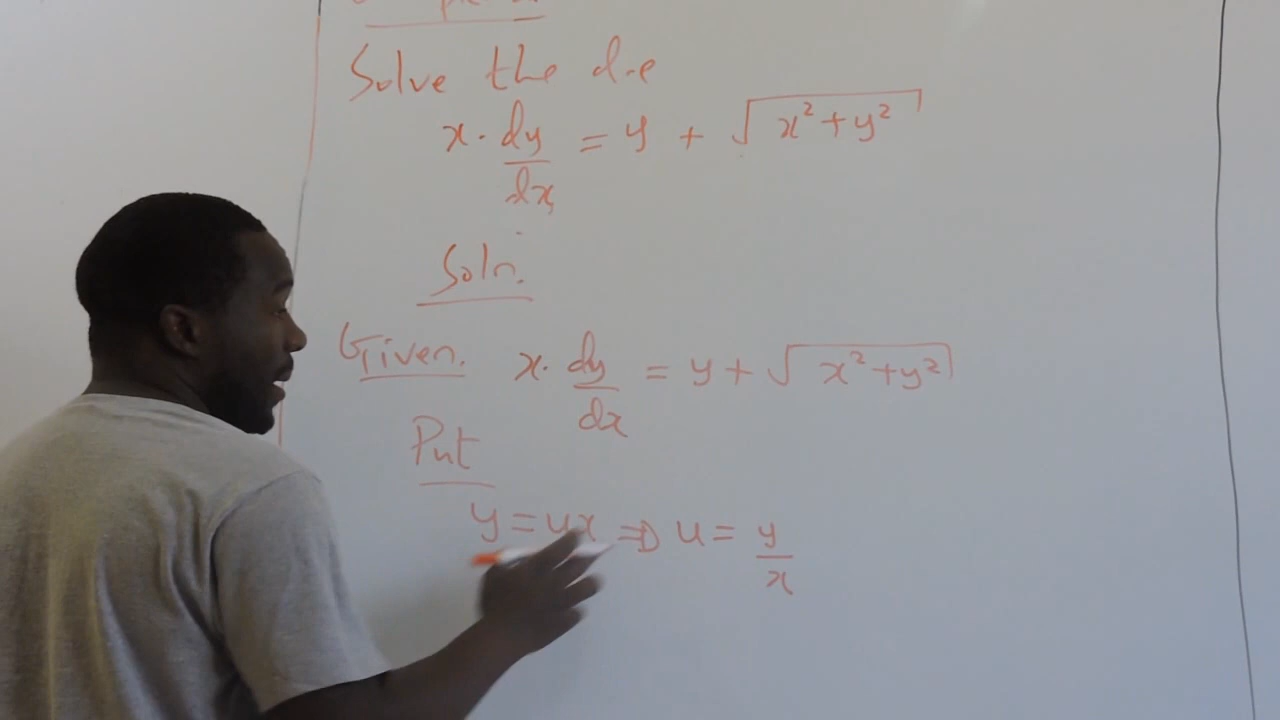 Solve the d.e
x · dy/dx = y + √(x² + y²)
Soln.
Given. x · dy/dx = y + √(x² + y²)
Put
y = ux ⇒ u = y/x